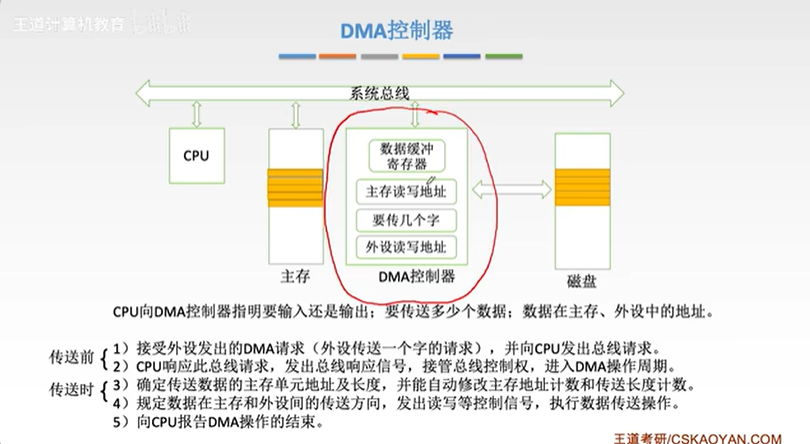 王道计算机教育
DMA控制器
系统总线
CPU
数据缓冲
寄存器
主存读写地址
要传几个字
外设读写地址
主存
DMA控制器
磁盘
CPU向DMA控制器指明要输入还是输出；要传送多少个数据；数据在主存、外设中的地址。
传送前
1）接受外设发出的DMA请求（外设传送一个字的请求），并向CPU发出总线请求。
2）CPU响应此总线请求，发出总线响应信号，接管总线控制权，进入DMA操作周期。
传送时
3）确定传送数据的主存单元地址及长度，并能自动修改主存地址计数和传送长度计数。
4）规定数据在主存和外设间的传送方向，发出读写等控制信号，执行数据传送操作。
5）向CPU报告DMA操作的结束。
王道考研/CSKAOYAN.COM